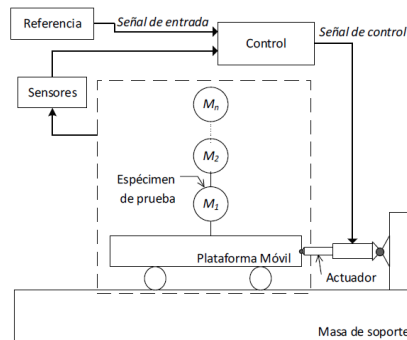 Referencia
Señal de entrada
Control
Señal de control
Sensores
Mn
M2
Espécimen
de prueba
M1
Plataforma Móvil
Actuador
Masa de soporte